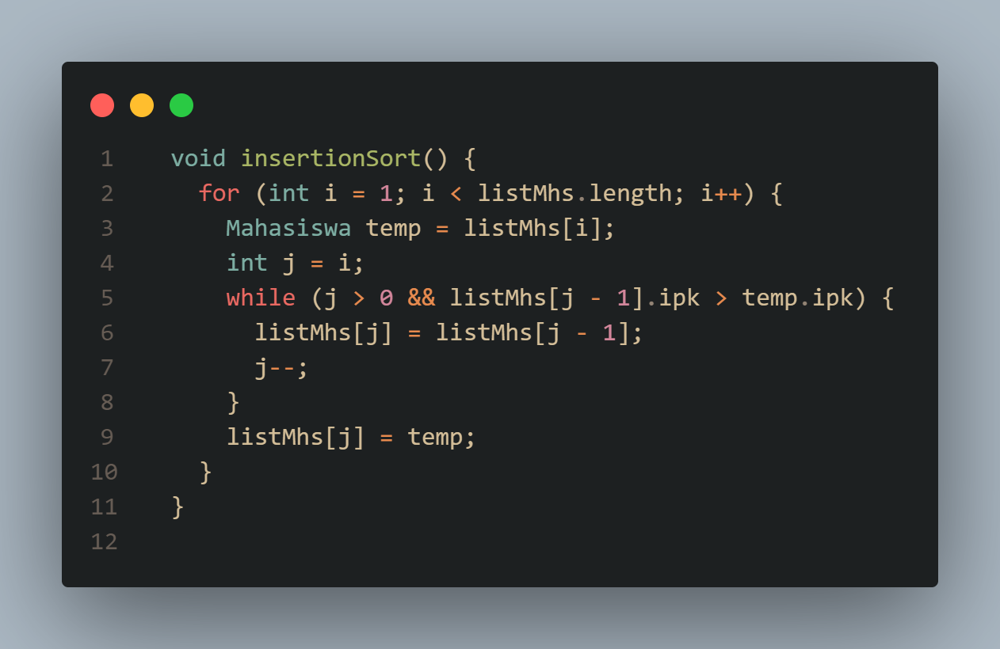 1 void insertionSort() {
2 for (int i = 1; i < listMhs.length; i++) {
3 Mahasiswa temp = listMhs[i];
4 int j = i;
5 while (j > 0 && listMhs[j - 1].ipk > temp.ipk) {
6 listMhs[j] = listMhs[j - 1];
7 j--;
8 }
9 listMhs[j] = temp;
10 }
11 }
12